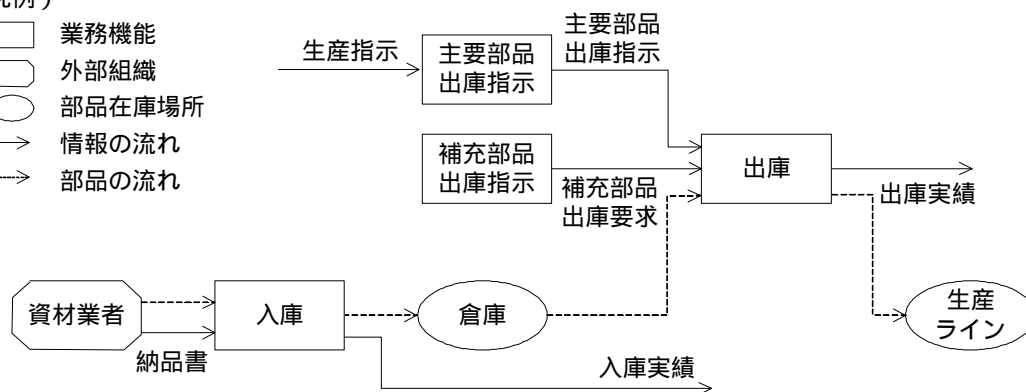 業務機能
外部組織
部品在庫場所
情報の流れ
部品の流れ
生産指示
主要部品
出庫指示
主要部品
出庫指示
補充部品
出庫指示
補充部品
出庫要求
出庫
出庫実績
資材業者
納品書
入庫
倉庫
入庫実績
生産
ライン